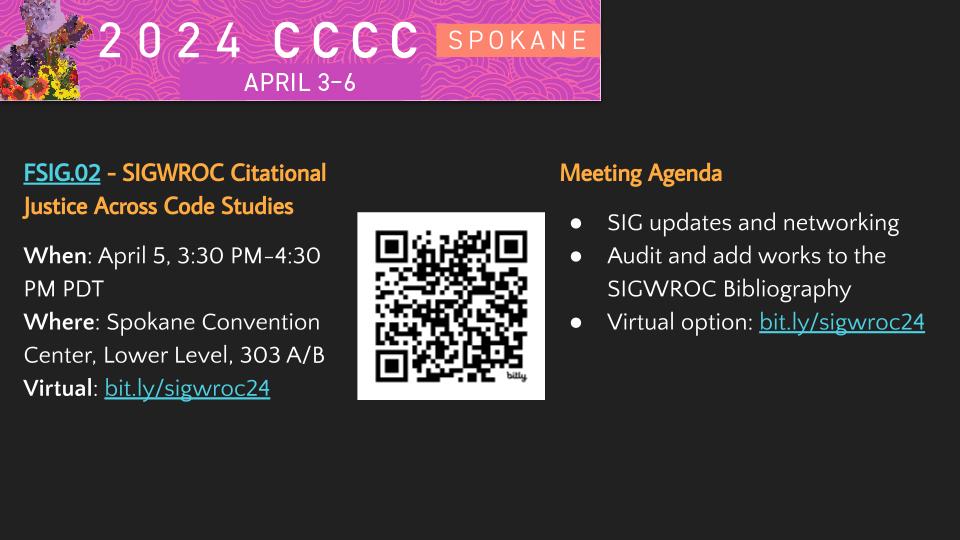 2024 CCCC SPOKANE
APRIL 3-6
FSIG.02 - SIGWROC Citational
Justice Across Code Studies
When: April 5, 3:30 PM-4:30
PM PDT
Where: Spokane Convention
Center, Lower Level, 303 A/B
Virtual: bit.ly/sigwroc24
bitly
Meeting Agenda
● SIG updates and networking
● Audit and add works to the
SIGWROC Bibliography
● Virtual option: bit.ly/sigwroc24